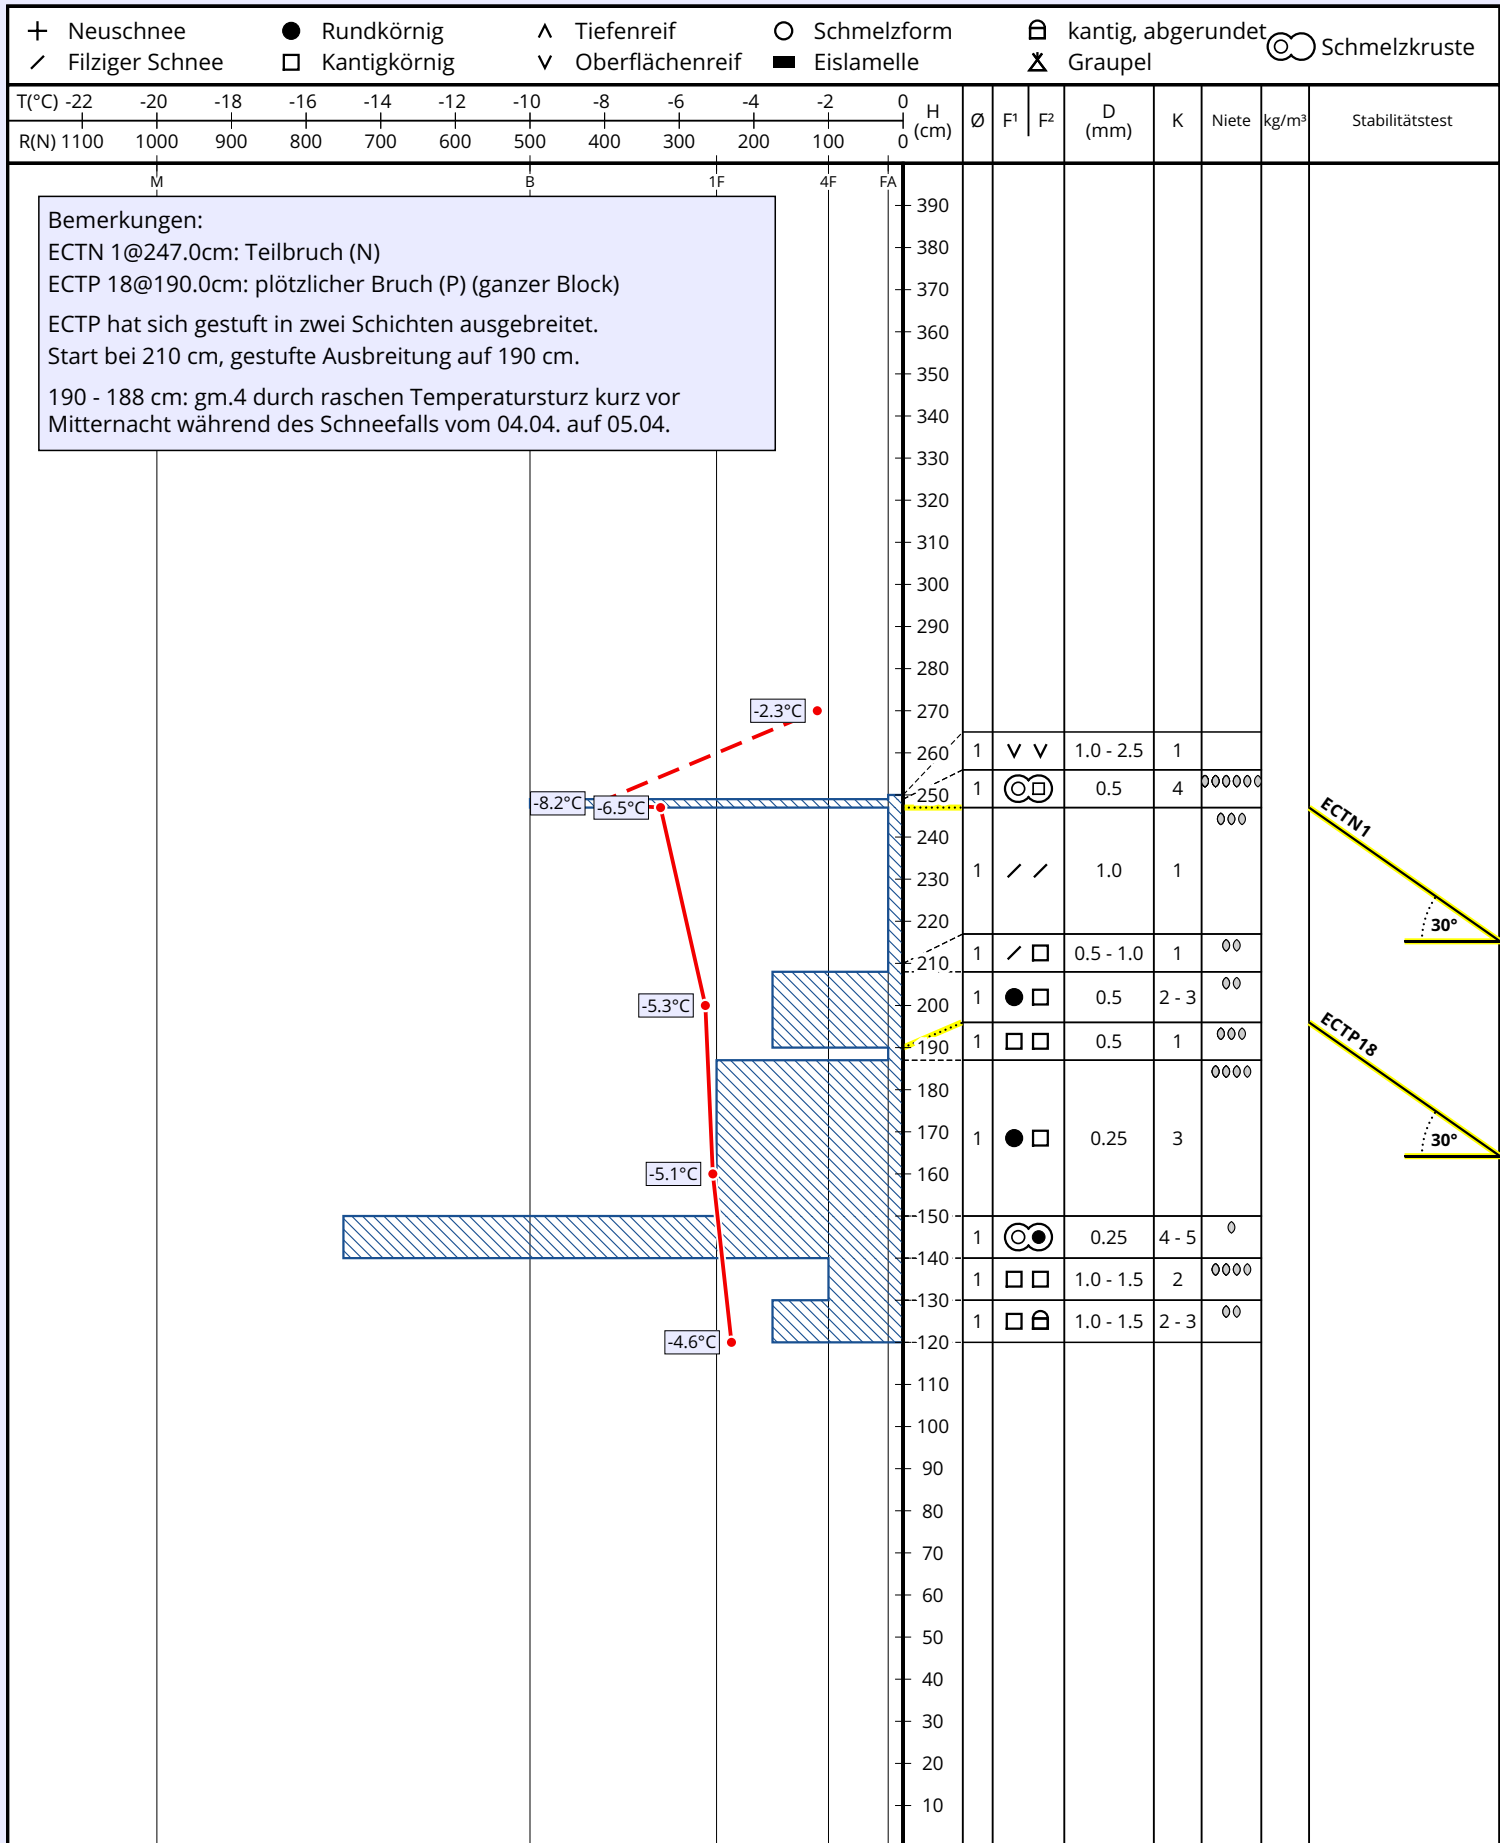 Neuschnee Rundkörnig Tiefenreif Schmelzform kantig, abgerundet Schmelzkruste
Filziger Schnee Kantigkörnig Oberflächenreif Eislamelle Graupel
T(°C) -22 -20 -18 -16 -14 -12 -10 -8 -6 -4 -2 0
R(N) 1100 1000 900 800 700 600 500 400 300 200 100 0
H (cm) Ø F¹ F² D (mm) K Niete kg/m³ Stabilitätstest
M B 1F 4F FA
Bemerkungen:
ECTN 1@247.0cm: Teilbruch (N)
ECTP 18@190.0cm: plötzlicher Bruch (P) (ganzer Block)
ECTP hat sich gestuft in zwei Schichten ausgebreitet.
Start bei 210 cm, gestufte Ausbreitung auf 190 cm.
190 - 188 cm: gm.4 durch raschen Temperatursturz kurz vor
Mitternacht während des Schneefalls vom 04.04. auf 05.04.
390
380
370
360
350
340
330
320
310
300
290
280
-2.3°C 270
260 1 1.0 - 2.5 1
-8.2°C -6.5°C 250 1 0.5 4
ECTN1
240
230 1 1.0 1
220
30°
210 1 0.5 - 1.0 1
-5.3°C 200 1 0.5 2 - 3
ECTP18
190 1 0.5 1
180
170 1 0.25 3
30°
-5.1°C 160
150
1 0.25 4 - 5
140
1 1.0 - 1.5 2
130
1 1.0 - 1.5 2 - 3
-4.6°C 120
110
100
90
80
70
60
50
40
30
20
10